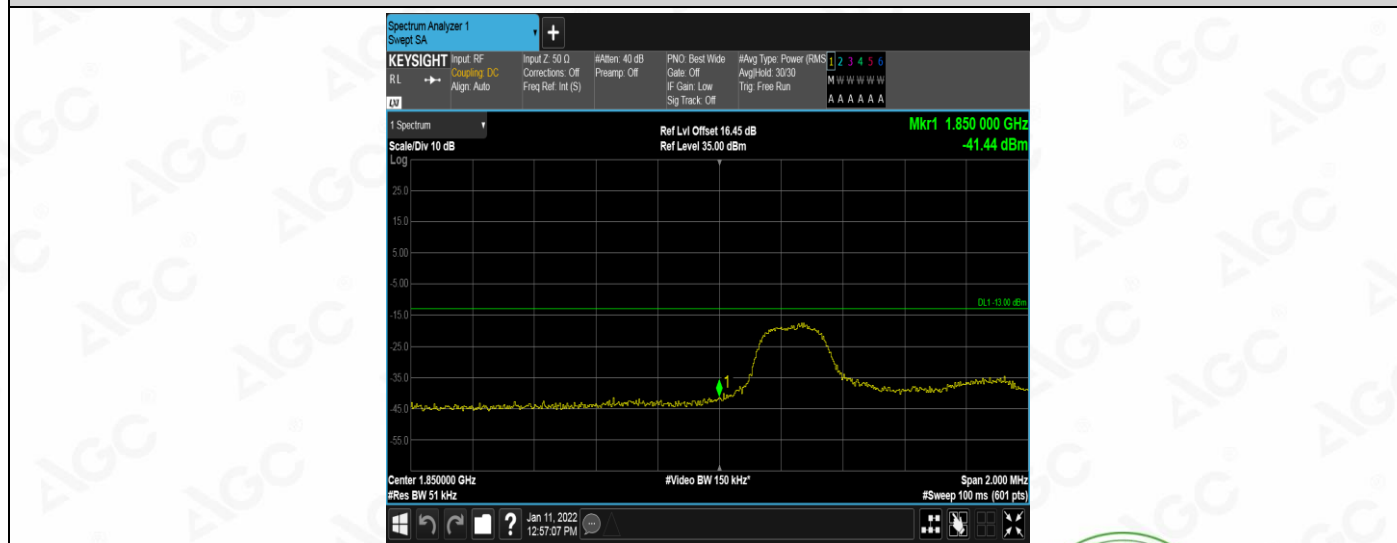 Spectrum Analyzer 1
Swept SA
+
KEYSIGHT Input: RF Input Z: 50 Ω #Atten: 40 dB PNO: Best Wide #Avg Type: Power (RMS 1 2 3 4 5 6
RL Coupling: DC Corrections: Off Preamp: Off Gate: Off Avg|Hold: 30/30 M W W W W W
Align: Auto Freq Ref: Int (S) IF Gain: Low Trig: Free Run
LXI Sig Track: Off A A A A A A
1 Spectrum Ref Lvl Offset 16.45 dB Mkr1 1.850 000 GHz
Scale/Div 10 dB Ref Level 35.00 dBm -41.44 dBm
Log
25.0
15.0
5.00
-5.00
DL1 -13.00 dBm
-15.0
-25.0
-35.0
1
-45.0
-55.0
Center 1.850000 GHz #Video BW 150 kHz* Span 2.000 MHz
#Res BW 51 kHz #Sweep 100 ms (601 pts)
? Jan 11, 2022
12:57:07 PM
AGC